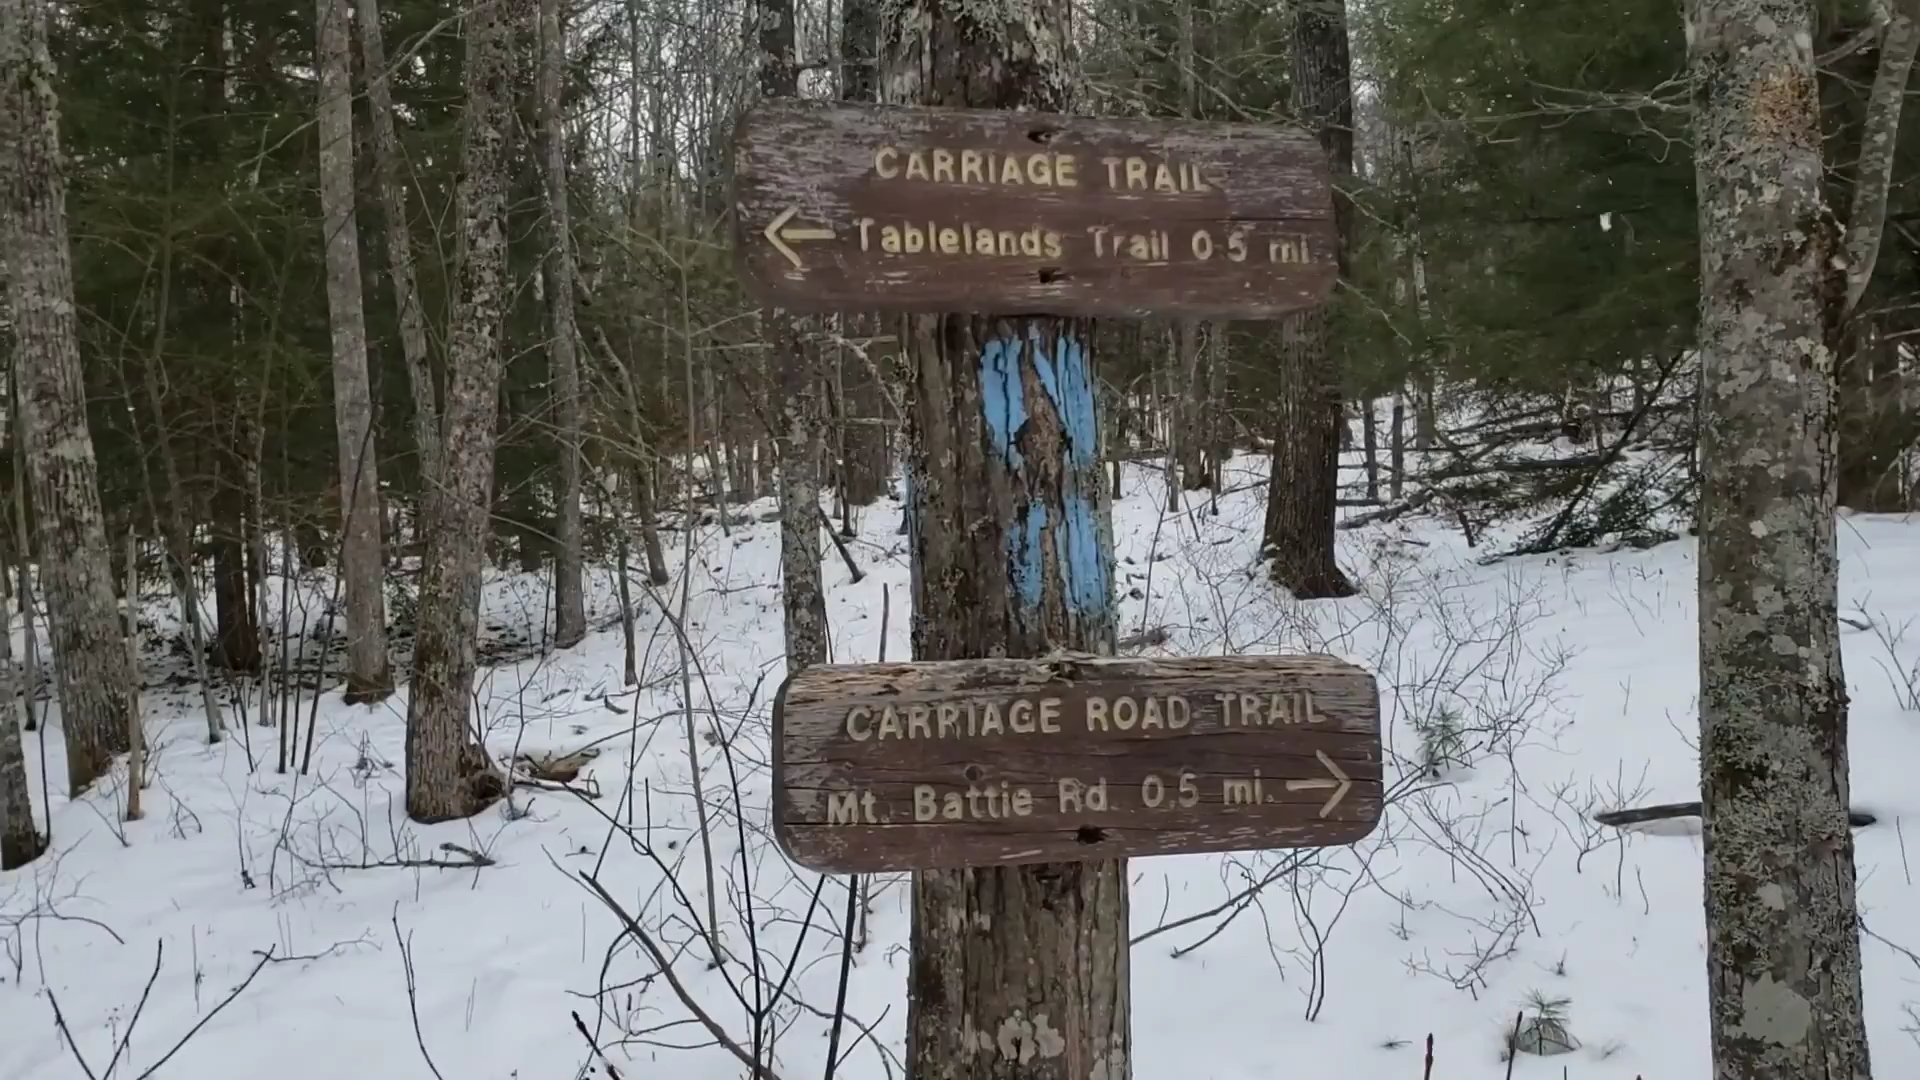 CARRIAGE TRAIL
Tablelands Trail 0.5 mi.
CARRIAGE ROAD TRAIL
Mt. Battie Rd. 0.5 mi.